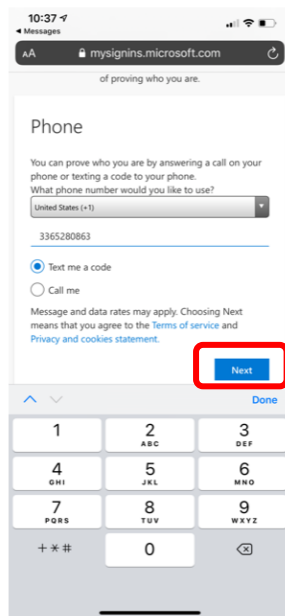 10:37
◀ Messages
AA mysignins.microsoft.com
of proving who you are.
Phone
You can prove who you are by answering a call on your
phone or texting a code to your phone.
What phone number would you like to use?
United States (+1)
3365280863
Text me a code
Call me
Message and data rates may apply. Choosing Next
means that you agree to the Terms of service and
Privacy and cookies statement.
Next
Done
1 2 3
ABC DEF
4 5 6
GHI JKL MNO
7 8 9
PQRS TUV WXYZ
+*# 0